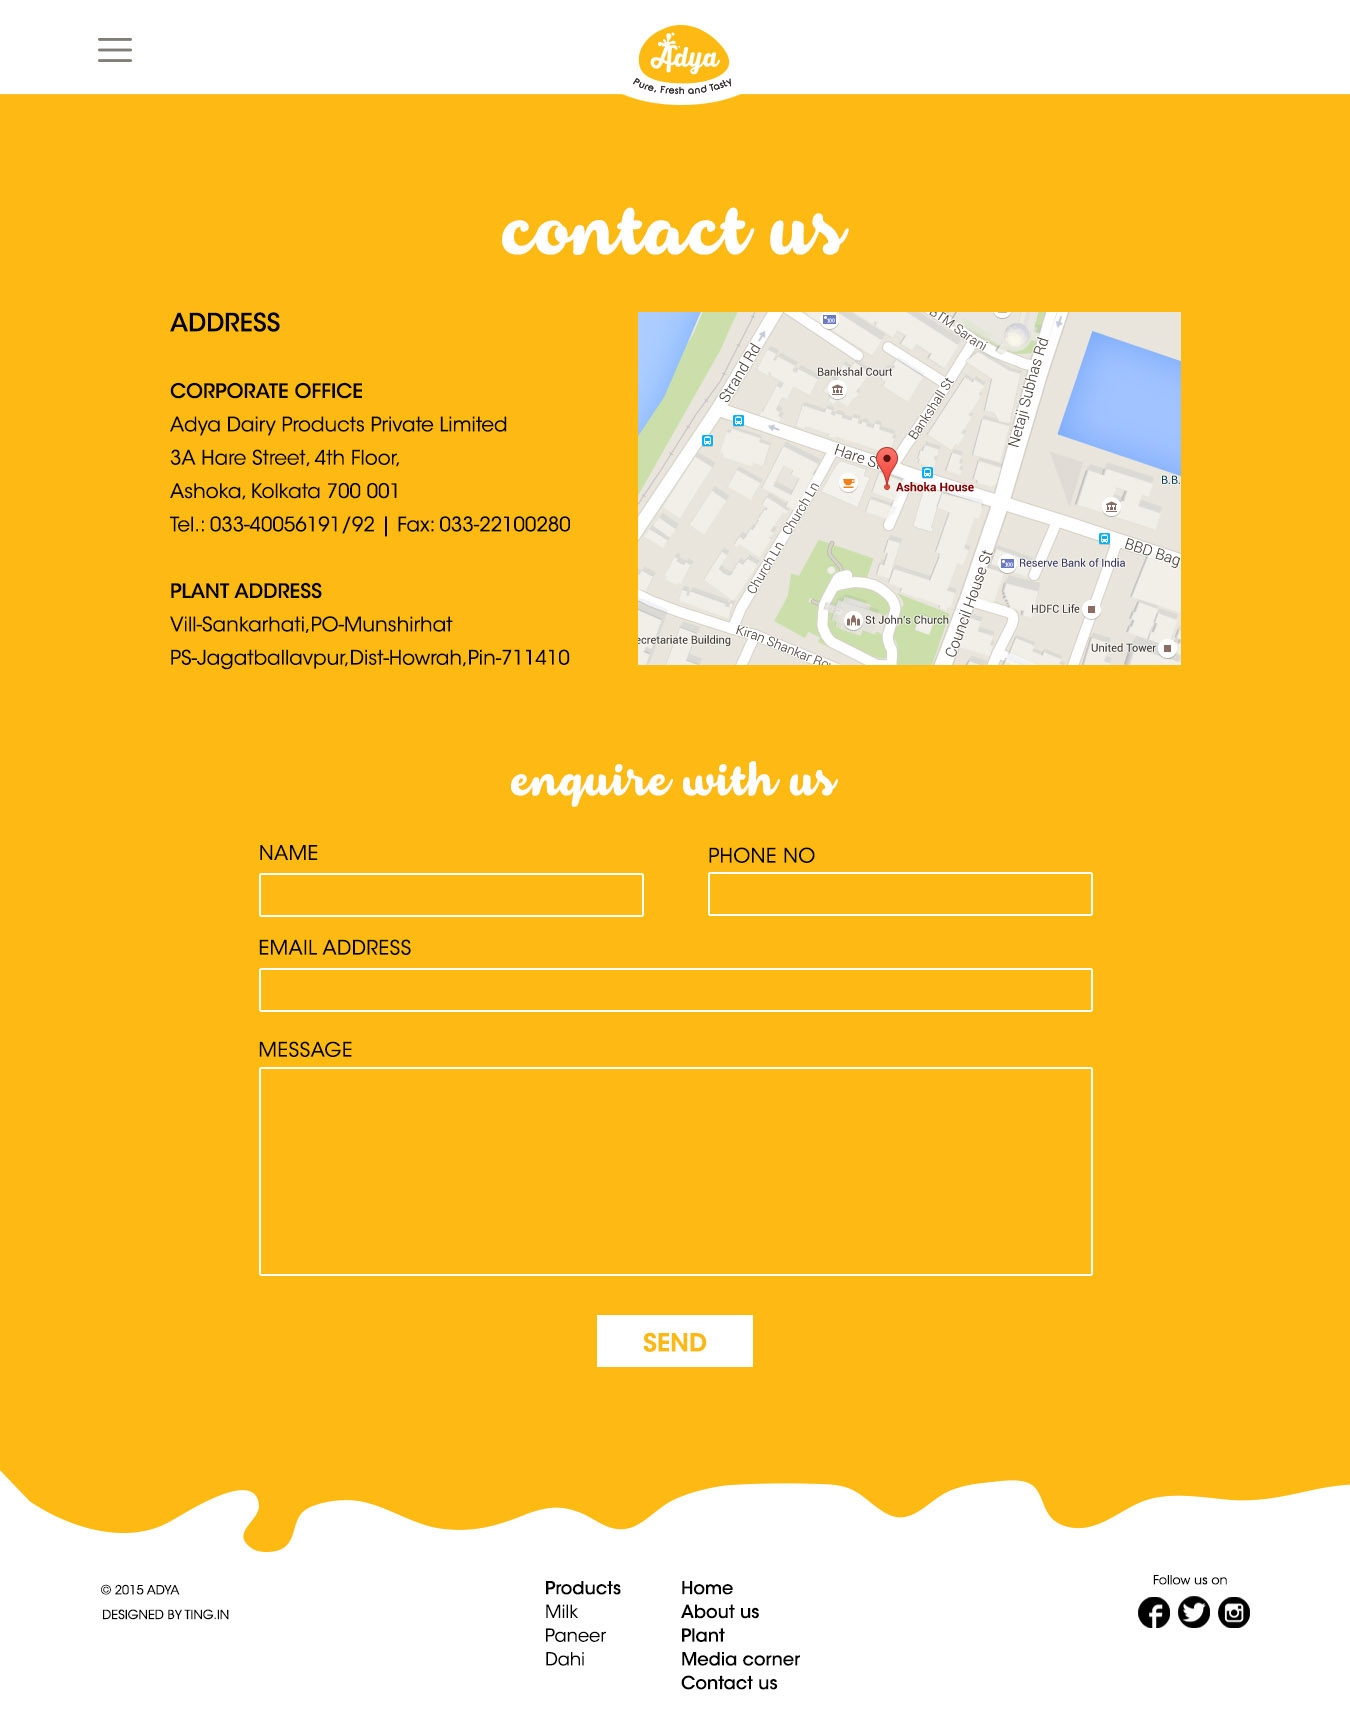 Adya
Pure, Fresh and Tasty
contact us
ADDRESS
CORPORATE OFFICE
Adya Dairy Products Private Limited
3A Hare Street, 4th Floor,
Ashoka, Kolkata 700 001
Tel.: 033-40056191/92 | Fax: 033-22100280
PLANT ADDRESS
Vill-Sankarhati,PO-Munshirhat
PS-Jagatballavpur,Dist-Howrah,Pin-711410
BTM Sarani
Strand Rd
Bankshal Court
Bankshall St
Netaji Subhas Rd
Hare S
Ashoka House
B.B.
Church Ln
Church Ln
BBD Bag
Reserve Bank of India
Council House St
HDFC Life
St John's Church
ecretariate Building
Kiran Shankar Ro
United Tower
enquire with us
NAME
PHONE NO
EMAIL ADDRESS
MESSAGE
SEND
© 2015 ADYA
DESIGNED BY TING.IN
Products
Milk
Paneer
Dahi
Home
About us
Plant
Media corner
Contact us
Follow us on